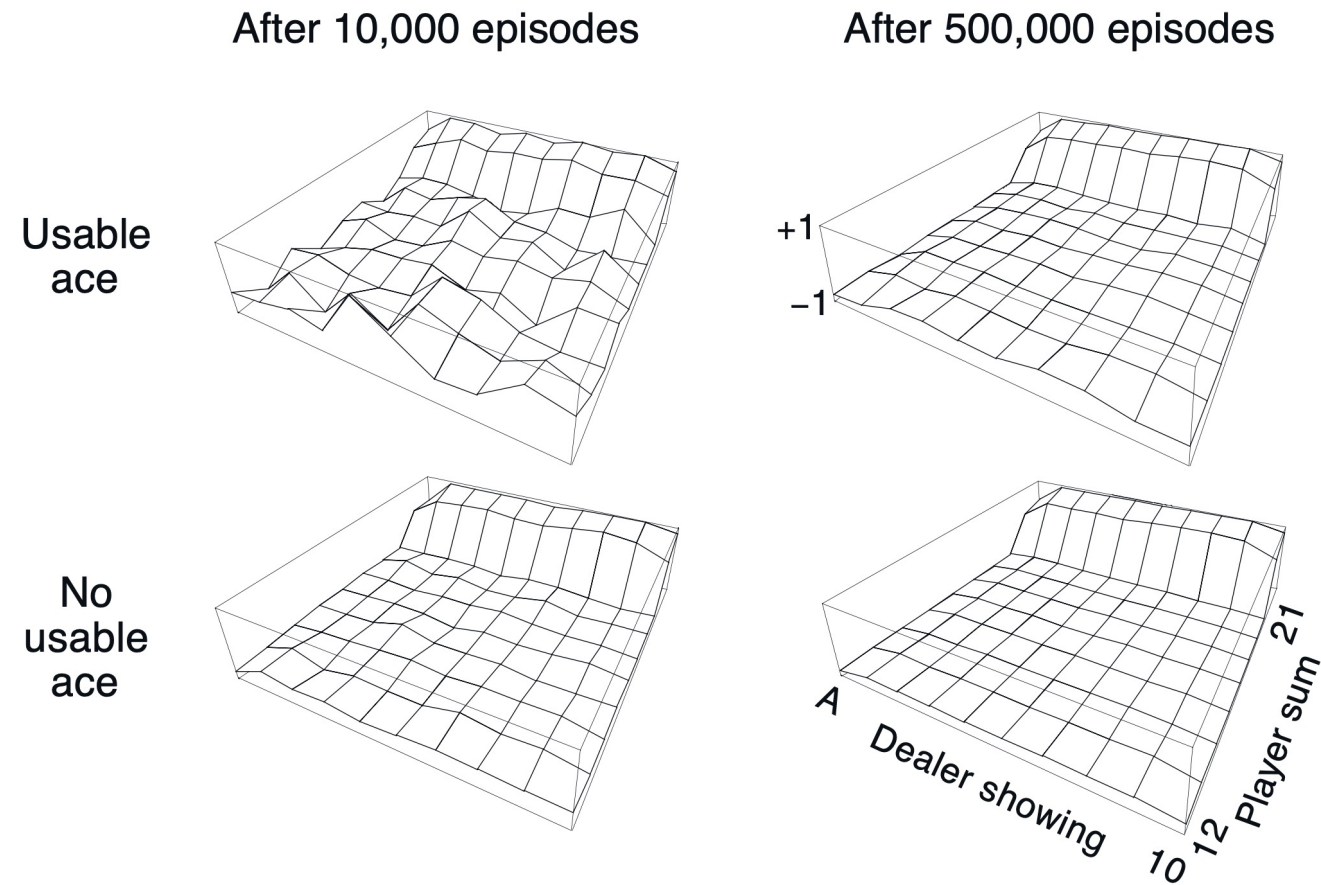 After 10,000 episodes
After 500,000 episodes
Usable
ace
+1
−1
No
usable
ace
A
Dealer showing
10
12
Player sum
21